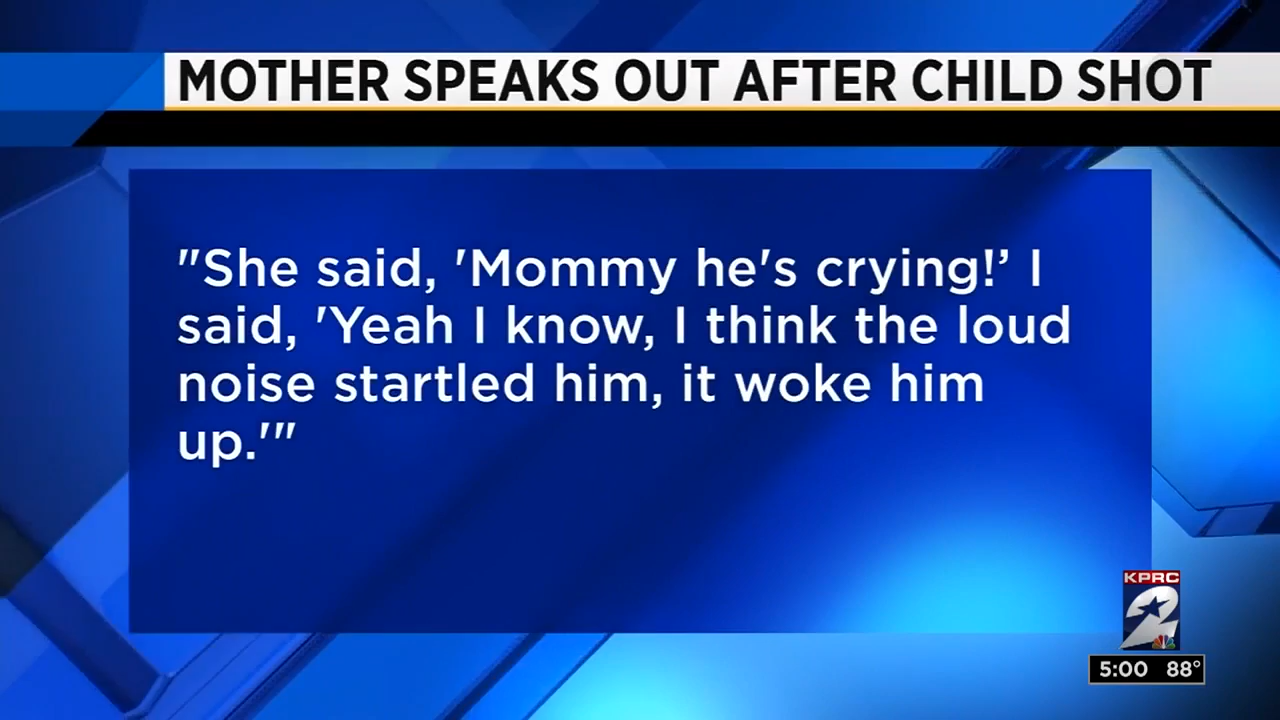 MOTHER SPEAKS OUT AFTER CHILD SHOT
"She said, 'Mommy he's crying!’ I
said, 'Yeah I know, I think the loud
noise startled him, it woke him
up.'"
KPRC
2
5:00 88°